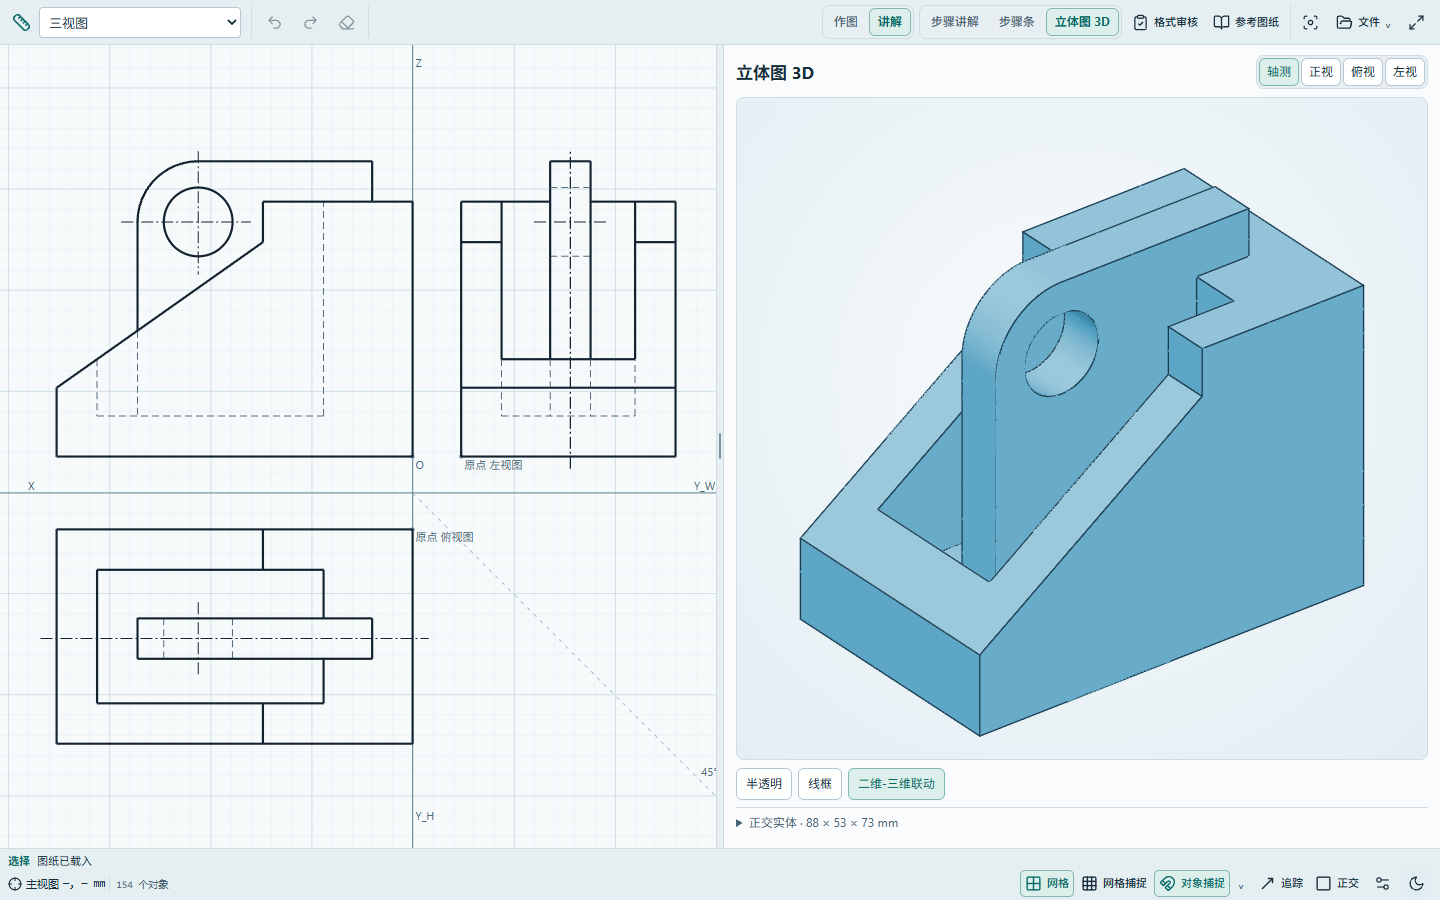 三视图
作图 讲解 步骤讲解 步骤条 立体图 3D 格式审核 参考图纸 文件
立体图 3D
轴测 正视 俯视 左视
Z
O
原点 左视图
X
Y_W
原点 俯视图
45°
Y_H
半透明 线框 二维-三维联动
正交实体 · 88 × 53 × 73 mm
选择 图纸已载入
主视图 —, — mm 154 个对象
网格 网格捕捉 对象捕捉 追踪 正交